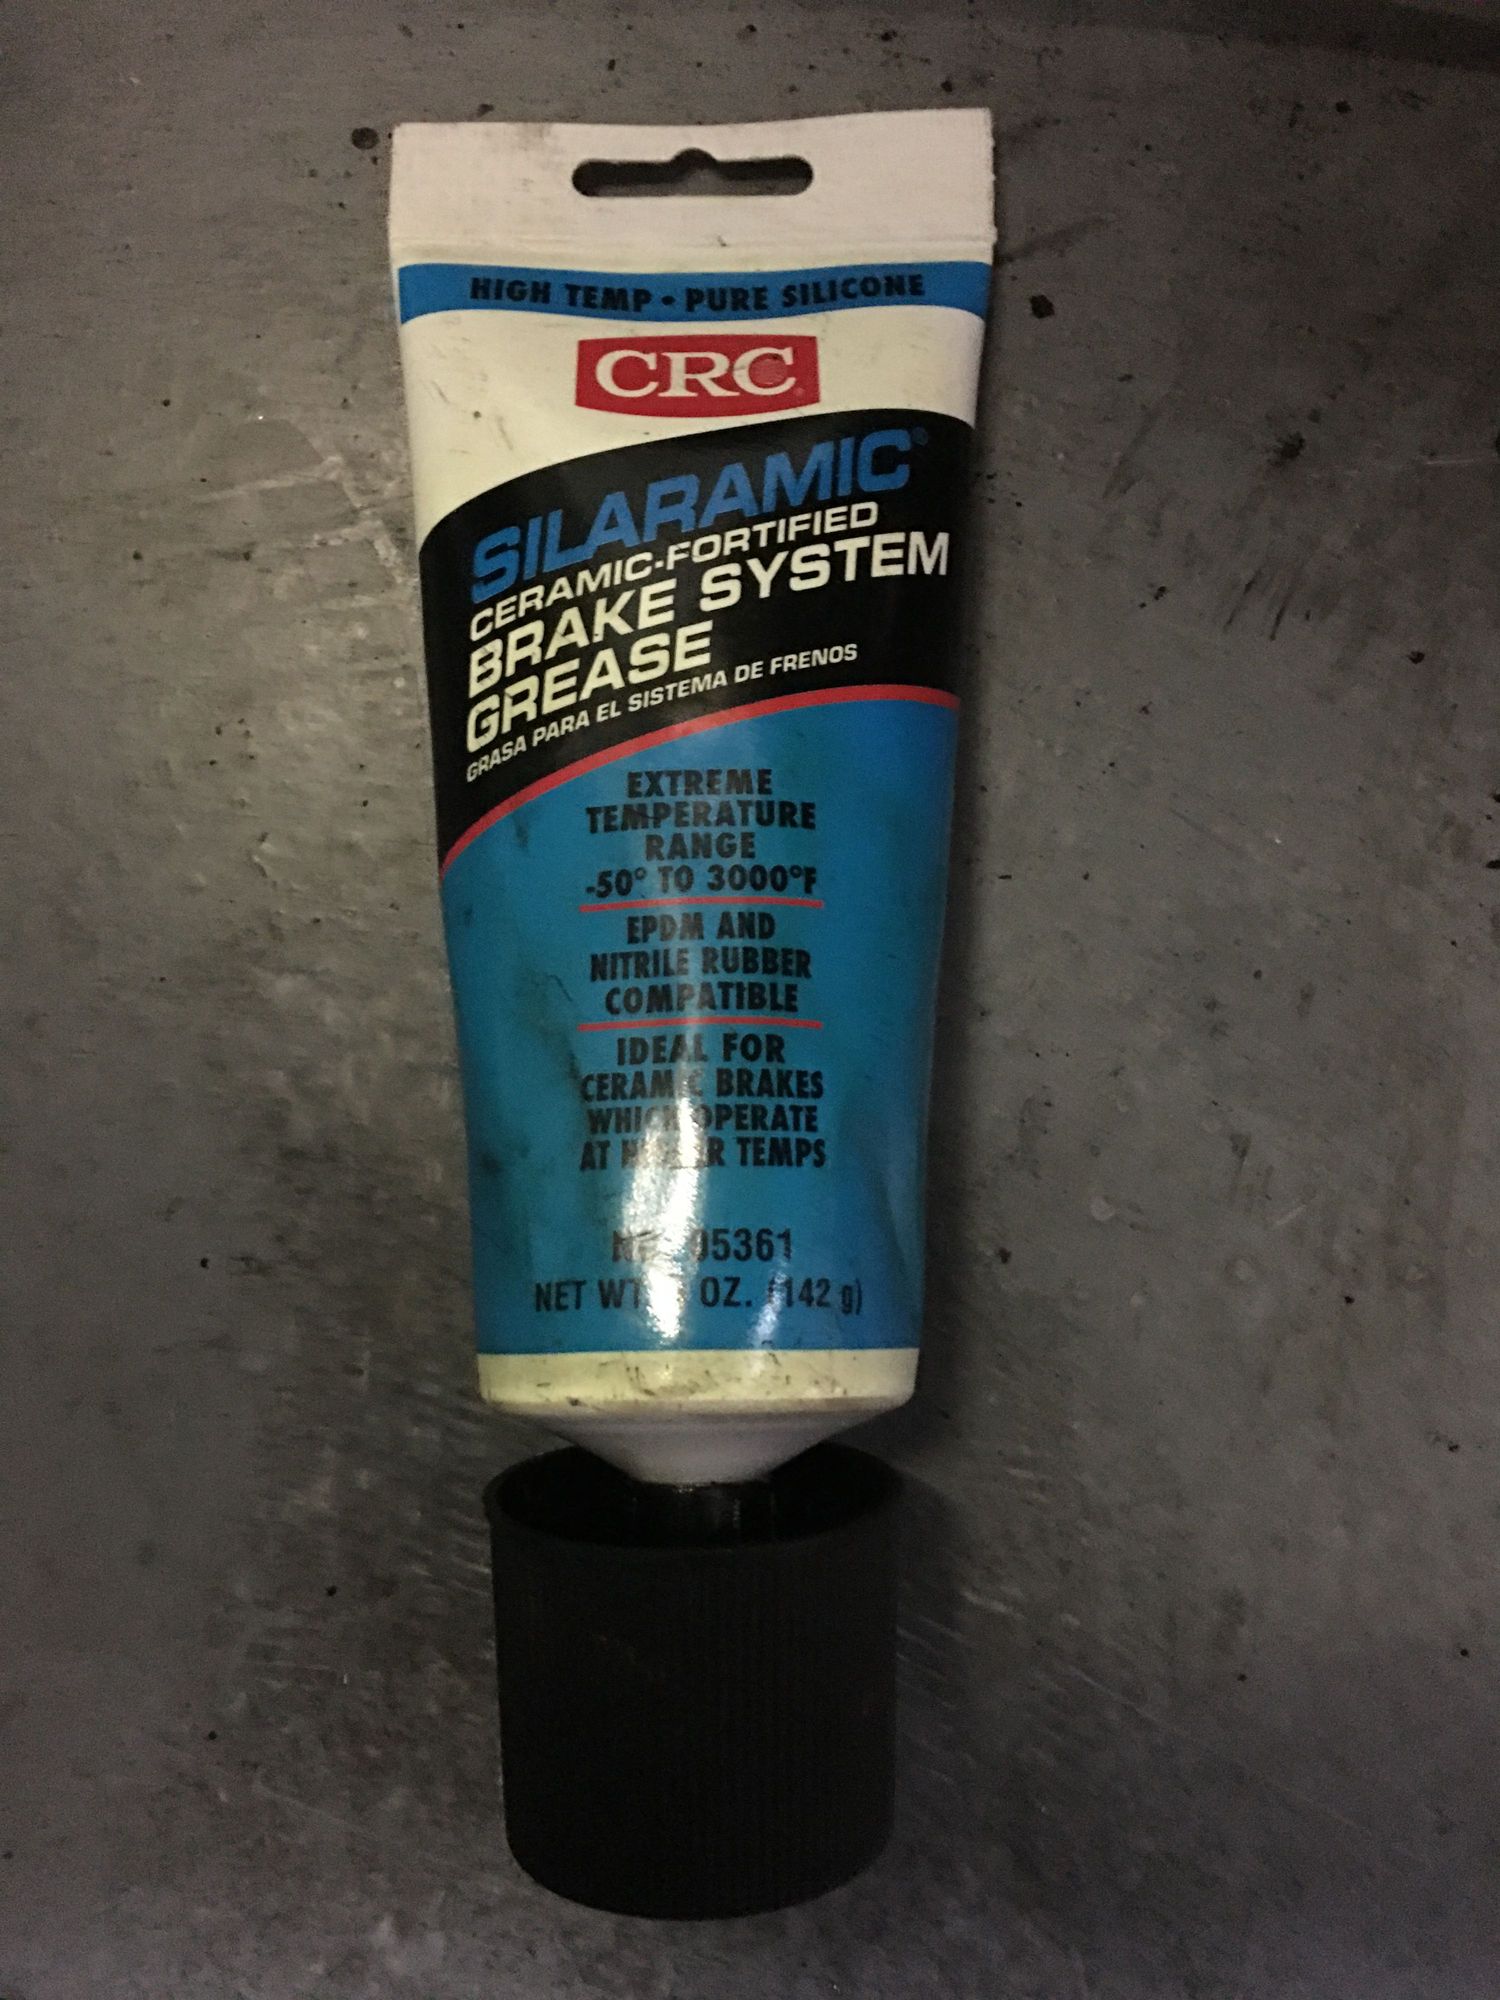 HIGH TEMP • PURE SILICONE
CRC
SILARAMIC®
CERAMIC-FORTIFIED
BRAKE SYSTEM
GREASE
GRASA PARA EL SISTEMA DE FRENOS
EXTREME
TEMPERATURE
RANGE
-50° TO 3000°F
EPDM AND
NITRILE RUBBER
COMPATIBLE
IDEAL FOR
CERAMIC BRAKES
WHICH OPERATE
AT TEMPS
05361
NET WT. OZ. (142 g)